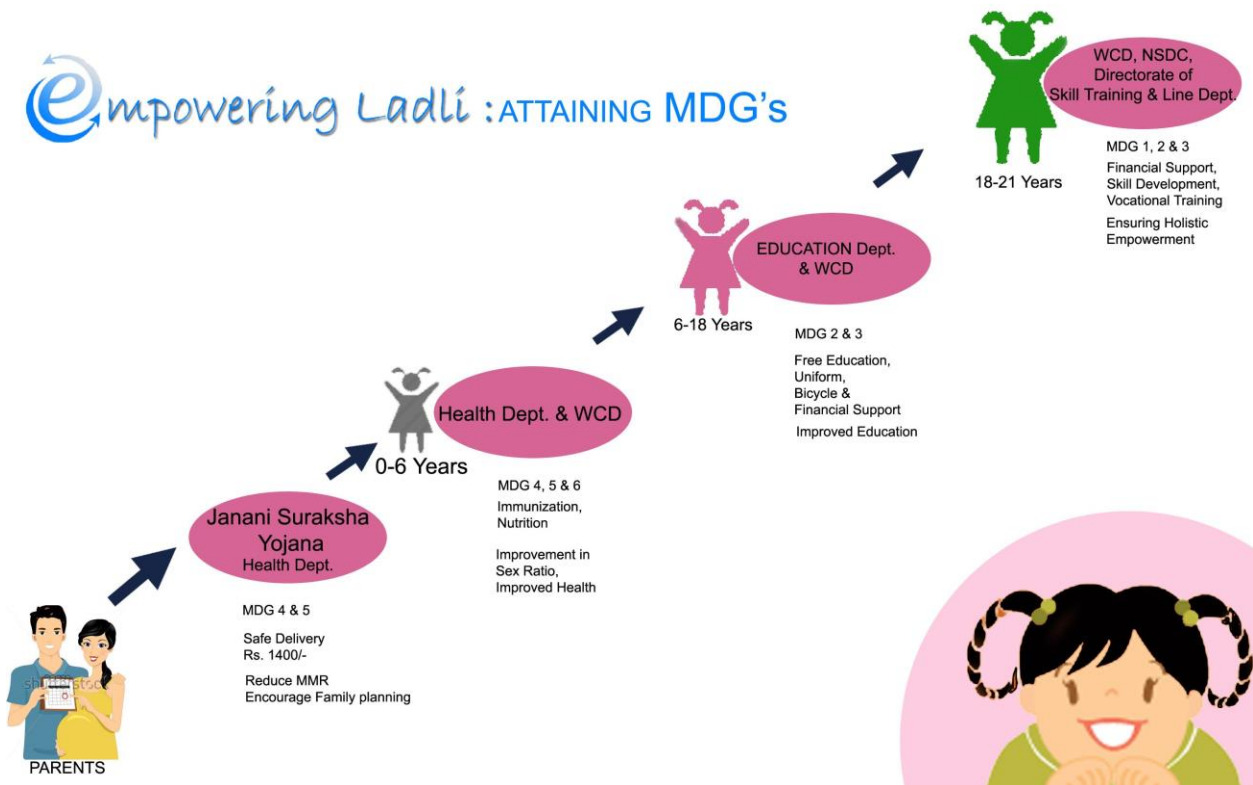 empowering Ladli : ATTAINING MDG's
WCD, NSDC,
Directorate of
Skill Training & Line Dept.
18-21 Years
MDG 1, 2 & 3
Financial Support,
Skill Development,
Vocational Training
Ensuring Holistic
Empowerment
EDUCATION Dept.
& WCD
6-18 Years
MDG 2 & 3
Free Education,
Uniform,
Bicycle &
Financial Support
Improved Education
Health Dept. & WCD
0-6 Years
MDG 4, 5 & 6
Immunization,
Nutrition
Improvement in
Sex Ratio,
Improved Health
Janani Suraksha
Yojana
Health Dept.
MDG 4 & 5
Safe Delivery
Rs. 1400/-
Reduce MMR
Encourage Family planning
shutterstock
PARENTS